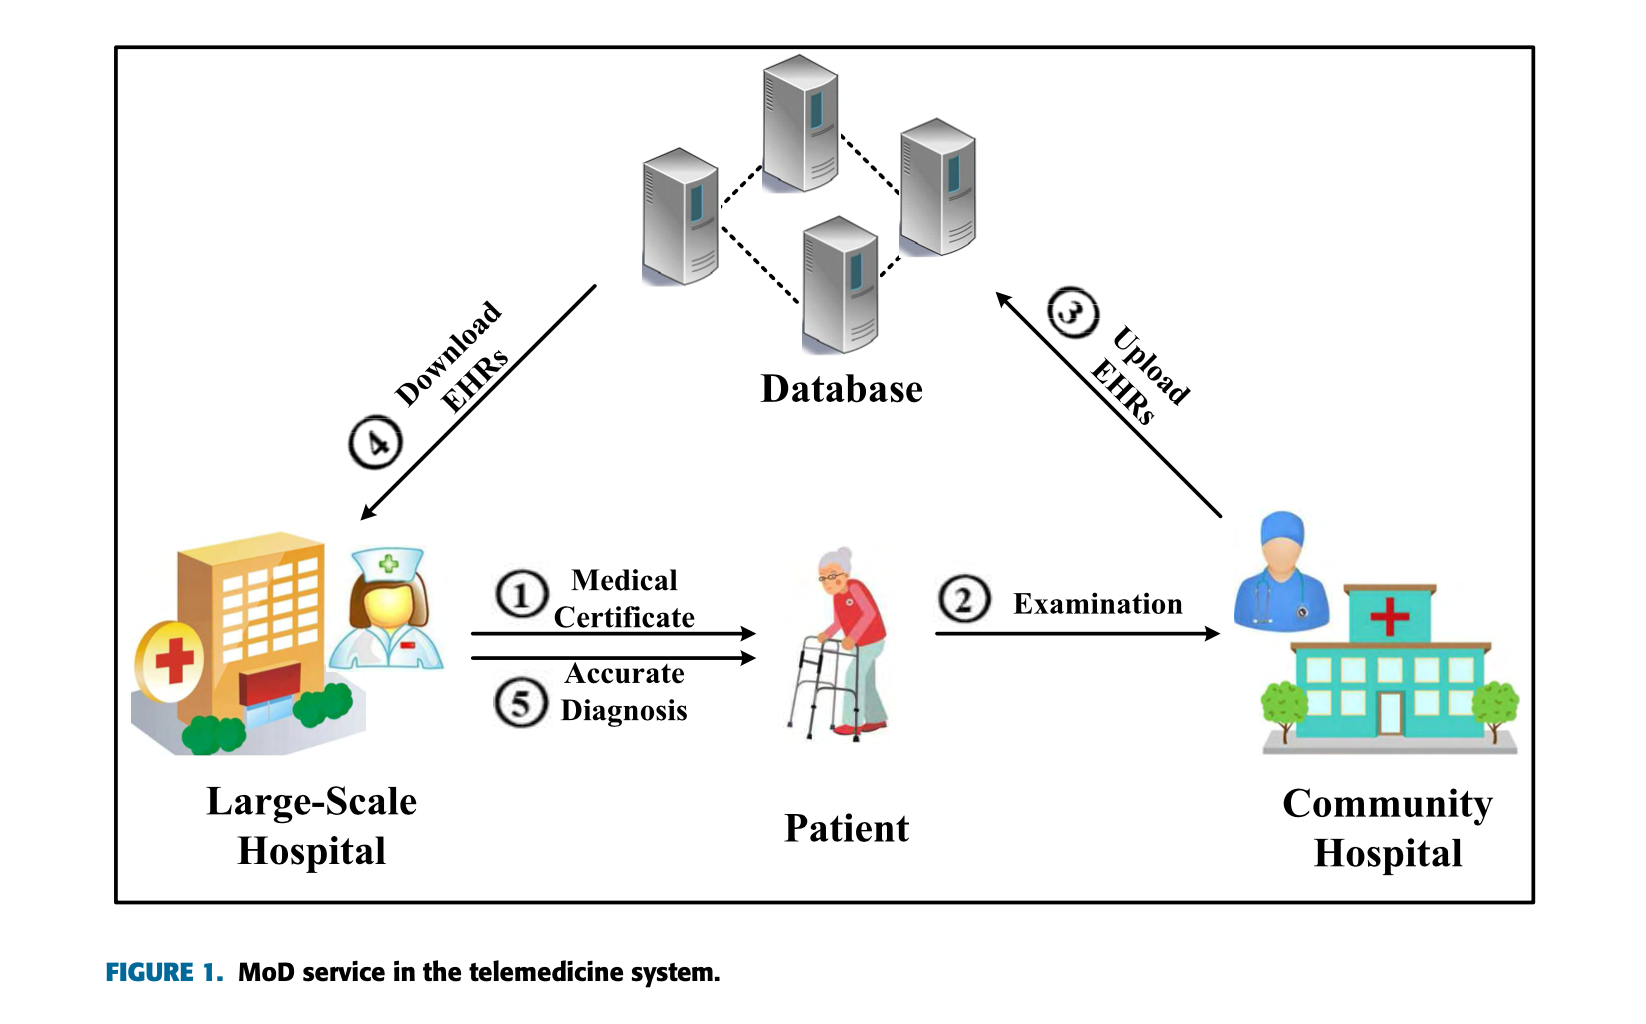 Database
3
Upload
EHRs
Download
EHRs
4
1
Medical
Certificate
2
Examination
5
Accurate
Diagnosis
Large-Scale
Hospital
Patient
Community
Hospital
FIGURE 1. MoD service in the telemedicine system.